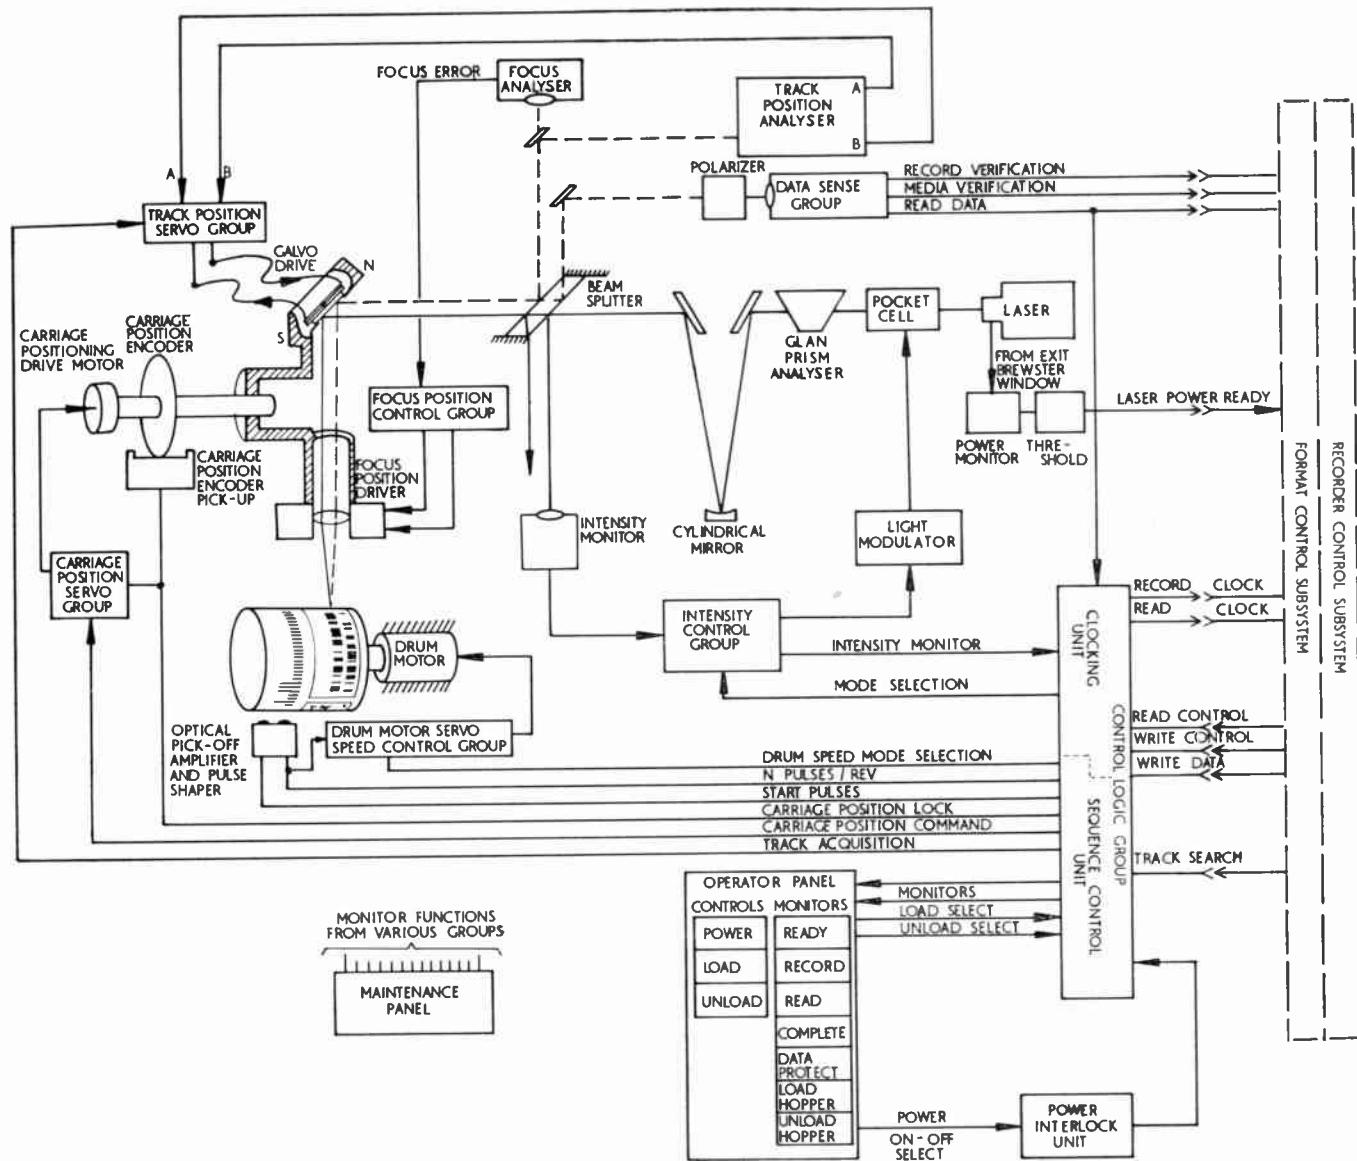 FOCUS ERROR
FOCUS
ANALYSER
TRACK
POSITION
ANALYSER
A
B
A
B
POLARIZER
DATA SENSE
GROUP
RECORD VERIFICATION
MEDIA VERIFICATION
READ DATA
TRACK POSITION
SERVO GROUP
GALVO
DRIVE
N
S
BEAM
SPLITTER
POCKET
CELL
LASER
GLAN
PRISM
ANALYSER
FROM EXIT
BREWSTER
WINDOW
CARRIAGE
POSITIONING
DRIVE MOTOR
CARRIAGE
POSITION
ENCODER
FOCUS POSITION
CONTROL GROUP
LASER POWER READY
POWER
MONITOR
THRE-
SHOLD
CARRIAGE
POSITION
ENCODER
PICK-UP
FOCUS
POSITION
DRIVER
INTENSITY
MONITOR
CYLINDRICAL
MIRROR
LIGHT
MODULATOR
FORMAT CONTROL SUBSYSTEM
RECORDER CONTROL SUBSYSTEM
CARRIAGE
POSITION
SERVO
GROUP
DRUM
MOTOR
INTENSITY
CONTROL
GROUP
INTENSITY MONITOR
MODE SELECTION
CLOCKING
UNIT
CONTROL LOGIC GROUP
SEQUENCE CONTROL
UNIT
RECORD CLOCK
READ CLOCK
READ CONTROL
WRITE CONTROL
WRITE DATA
TRACK SEARCH
OPTICAL
PICK-OFF
AMPLIFIER
AND PULSE
SHAPER
DRUM MOTOR SERVO
SPEED CONTROL GROUP
DRUM SPEED MODE SELECTION
N PULSES / REV
START PULSES
CARRIAGE POSITION LOCK
CARRIAGE POSITION COMMAND
TRACK ACQUISITION
OPERATOR PANEL
CONTROLS MONITORS
POWER
LOAD
UNLOAD
READY
RECORD
READ
COMPLETE
DATA
PROTECT
LOAD
HOPPER
UNLOAD
HOPPER
MONITORS
LOAD SELECT
UNLOAD SELECT
MONITOR FUNCTIONS
FROM VARIOUS GROUPS
MAINTENANCE
PANEL
POWER
ON-OFF
SELECT
POWER
INTERLOCK
UNIT